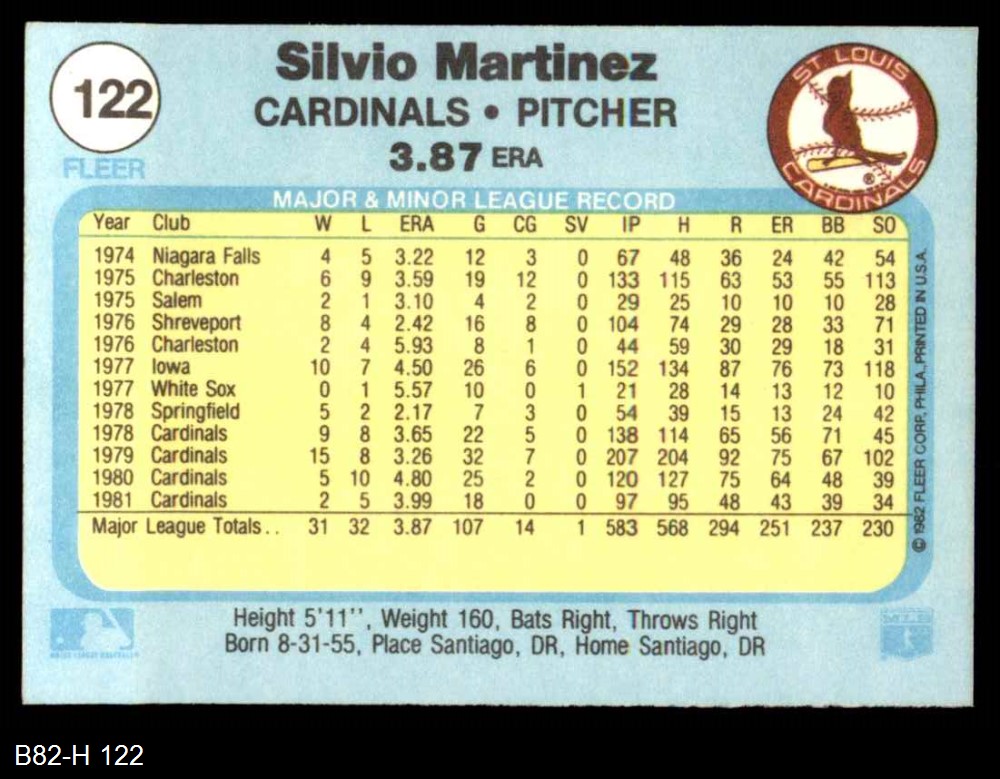 122
FLEER
Silvio Martinez
CARDINALS • PITCHER
3.87 ERA
ST. LOUIS
CARDINALS
®
MAJOR & MINOR LEAGUE RECORD
Year Club W L ERA G CG SV IP H R ER BB SO
1974 Niagara Falls 4 5 3.22 12 3 0 67 48 36 24 42 54
1975 Charleston 6 9 3.59 19 12 0 133 115 63 53 55 113
1975 Salem 2 1 3.10 4 2 0 29 25 10 10 10 28
1976 Shreveport 8 4 2.42 16 8 0 104 74 29 28 33 71
1976 Charleston 2 4 5.93 8 1 0 44 59 30 29 18 31
1977 Iowa 10 7 4.50 26 6 0 152 134 87 76 73 118
1977 White Sox 0 1 5.57 10 0 1 21 28 14 13 12 10
1978 Springfield 5 2 2.17 7 3 0 54 39 15 13 24 42
1978 Cardinals 9 8 3.65 22 5 0 138 114 65 56 71 45
1979 Cardinals 15 8 3.26 32 7 0 207 204 92 75 67 102
1980 Cardinals 5 10 4.80 25 2 0 120 127 75 64 48 39
1981 Cardinals 2 5 3.99 18 0 0 97 95 48 43 39 34
Major League Totals.. 31 32 3.87 107 14 1 583 568 294 251 237 230
© 1982 FLEER CORP., PHILA., PRINTED IN U.S.A.
Height 5'11'', Weight 160, Bats Right, Throws Right
Born 8-31-55, Place Santiago, DR, Home Santiago, DR
MAJOR LEAGUE BASEBALL
B82-H 122